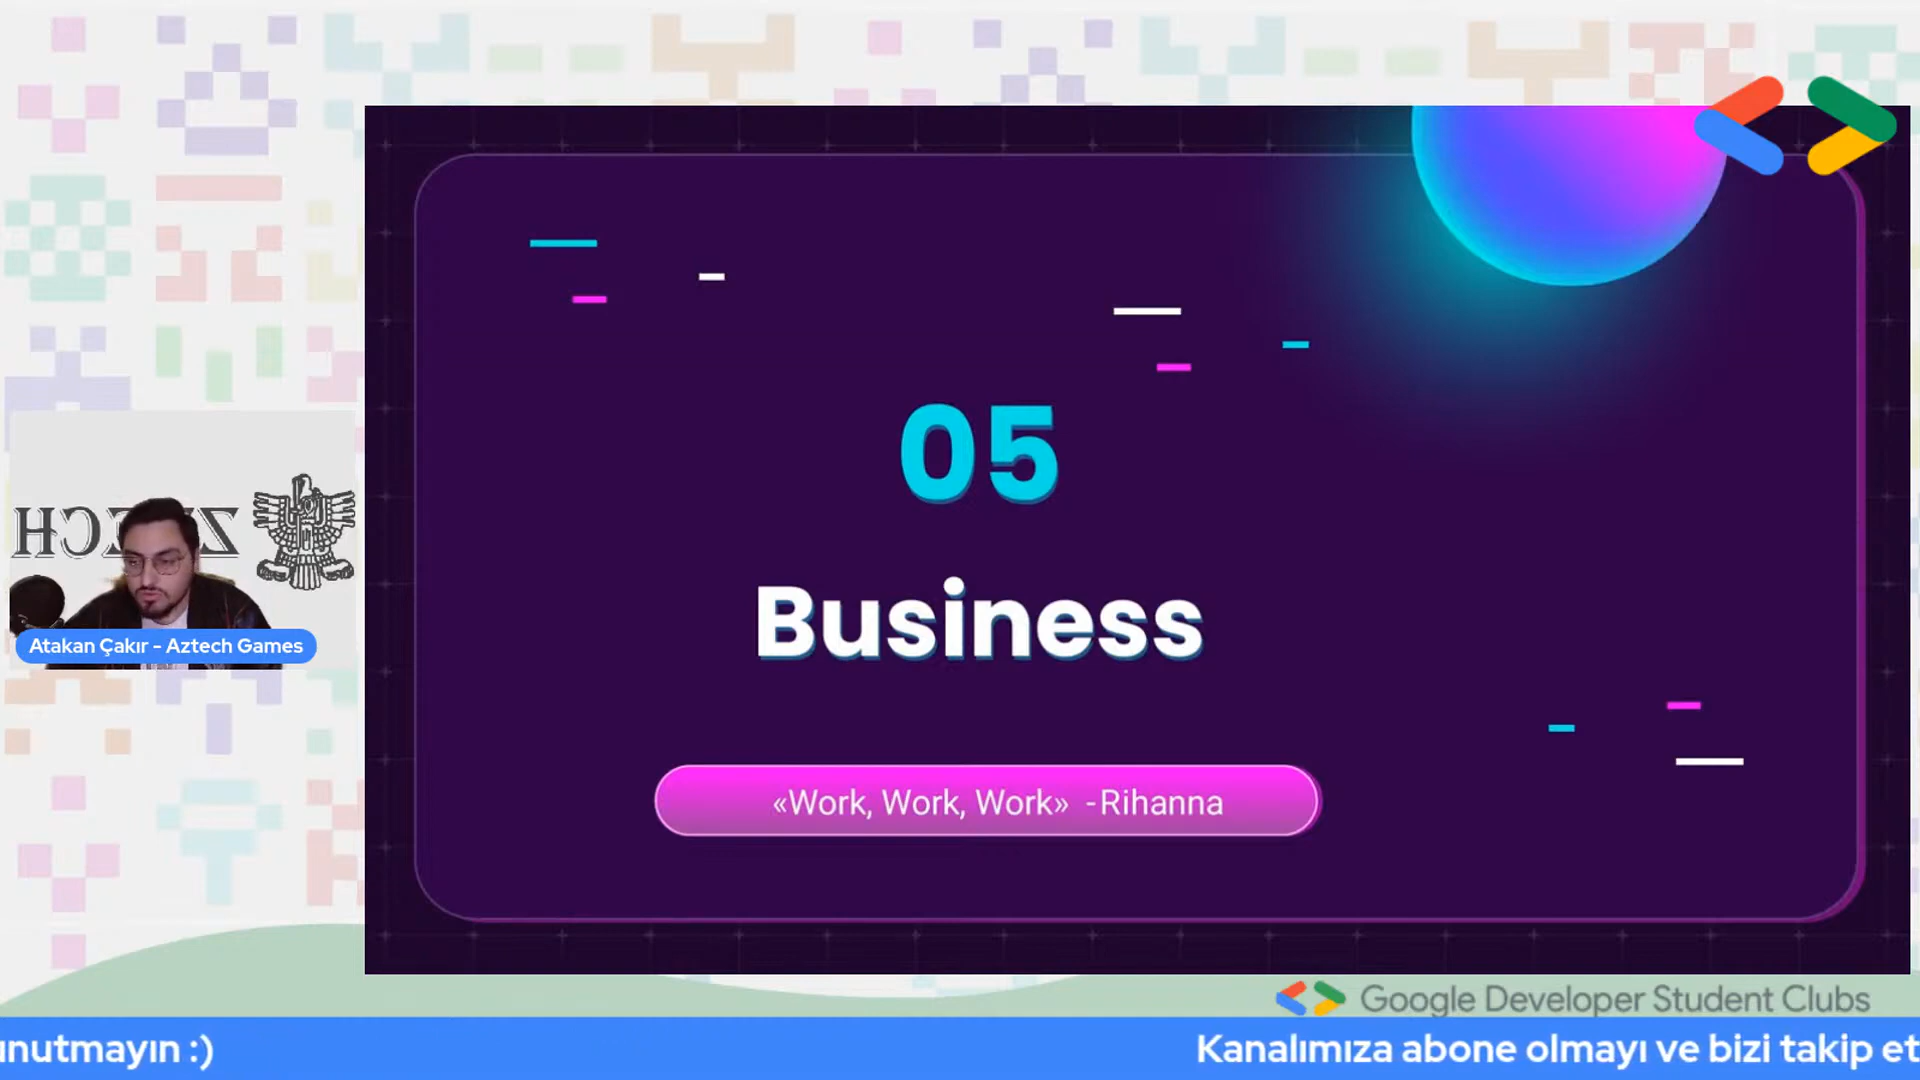 05
Business
«Work, Work, Work» -Rihanna
Atakan Çakır - Aztech Games
Google Developer Student Clubs
unutmayın :)
Kanalımıza abone olmayı ve bizi takip et